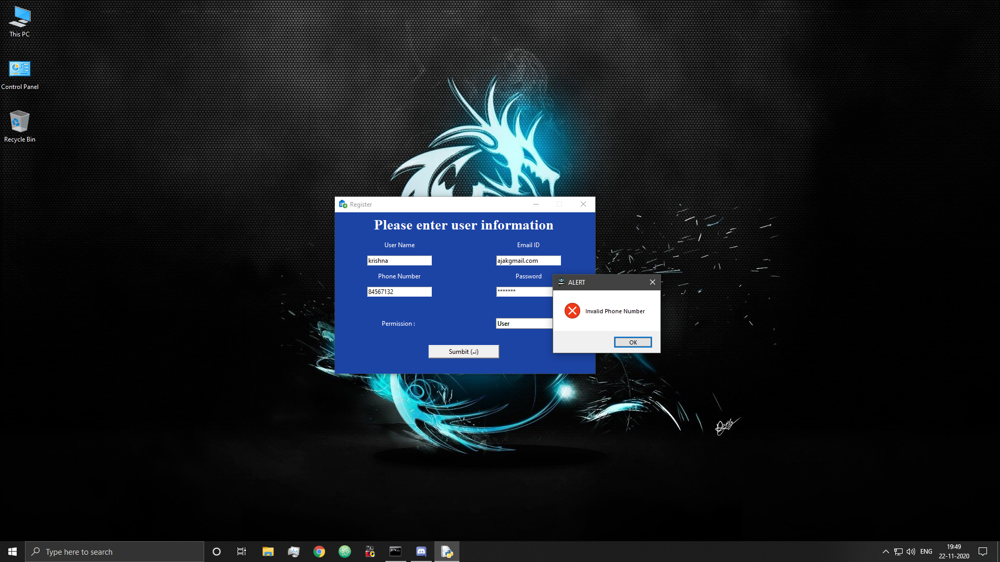 This PC
Control Panel
Recycle Bin
Register
Please enter user information
User Name
Email ID
krishna
ajakgmail.com
Phone Number
Password
84567132
*******
Permission :
User
Sumbit (↵)
ALERT
Invalid Phone Number
OK
Type here to search
ENG
19:49
22-11-2020